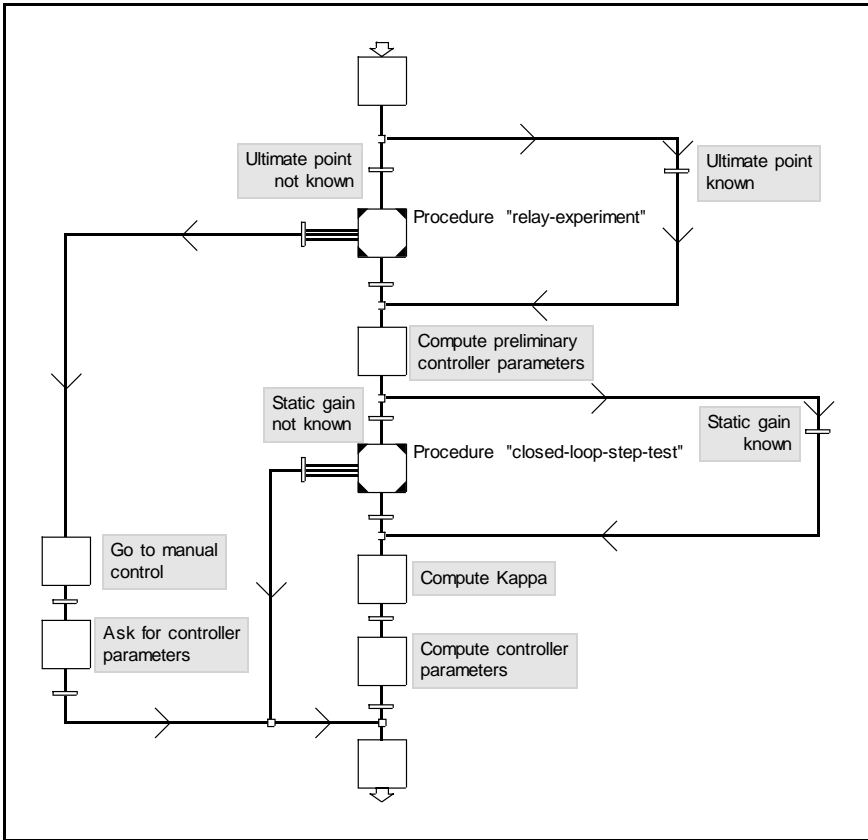 Ultimate point
not known
Ultimate point
known
Procedure "relay-experiment"
Compute preliminary
controller parameters
Static gain
not known
Static gain
known
Procedure "closed-loop-step-test"
Go to manual
control
Compute Kappa
Ask for controller
parameters
Compute controller
parameters